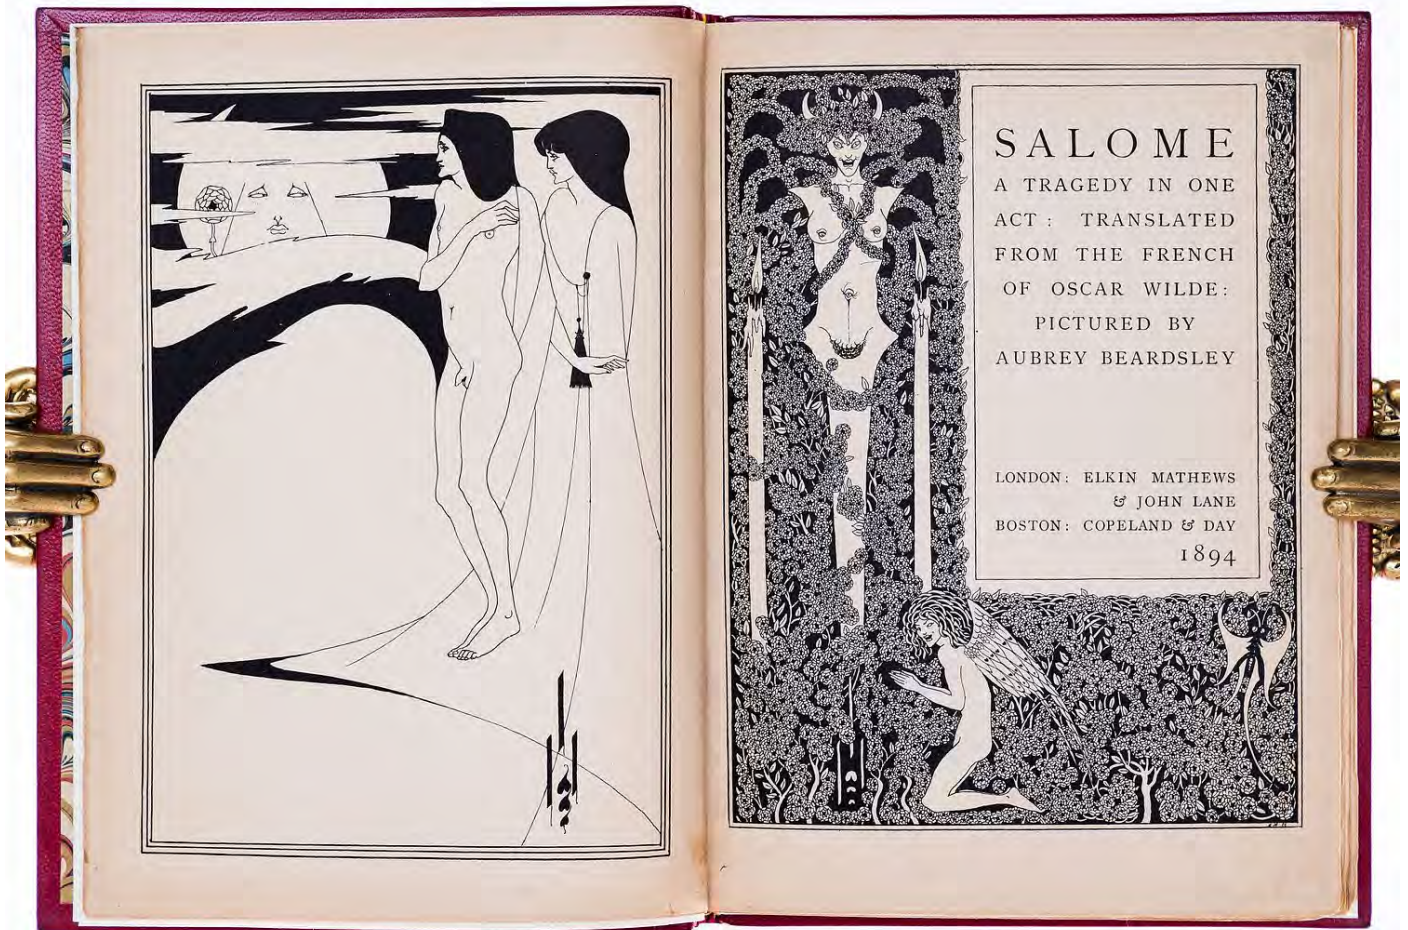 SALOME
A TRAGEDY IN ONE
ACT : TRANSLATED
FROM THE FRENCH
OF OSCAR WILDE :
PICTURED BY
AUBREY BEARDSLEY
LONDON : ELKIN MATHEWS
& JOHN LANE
BOSTON : COPELAND & DAY
1894